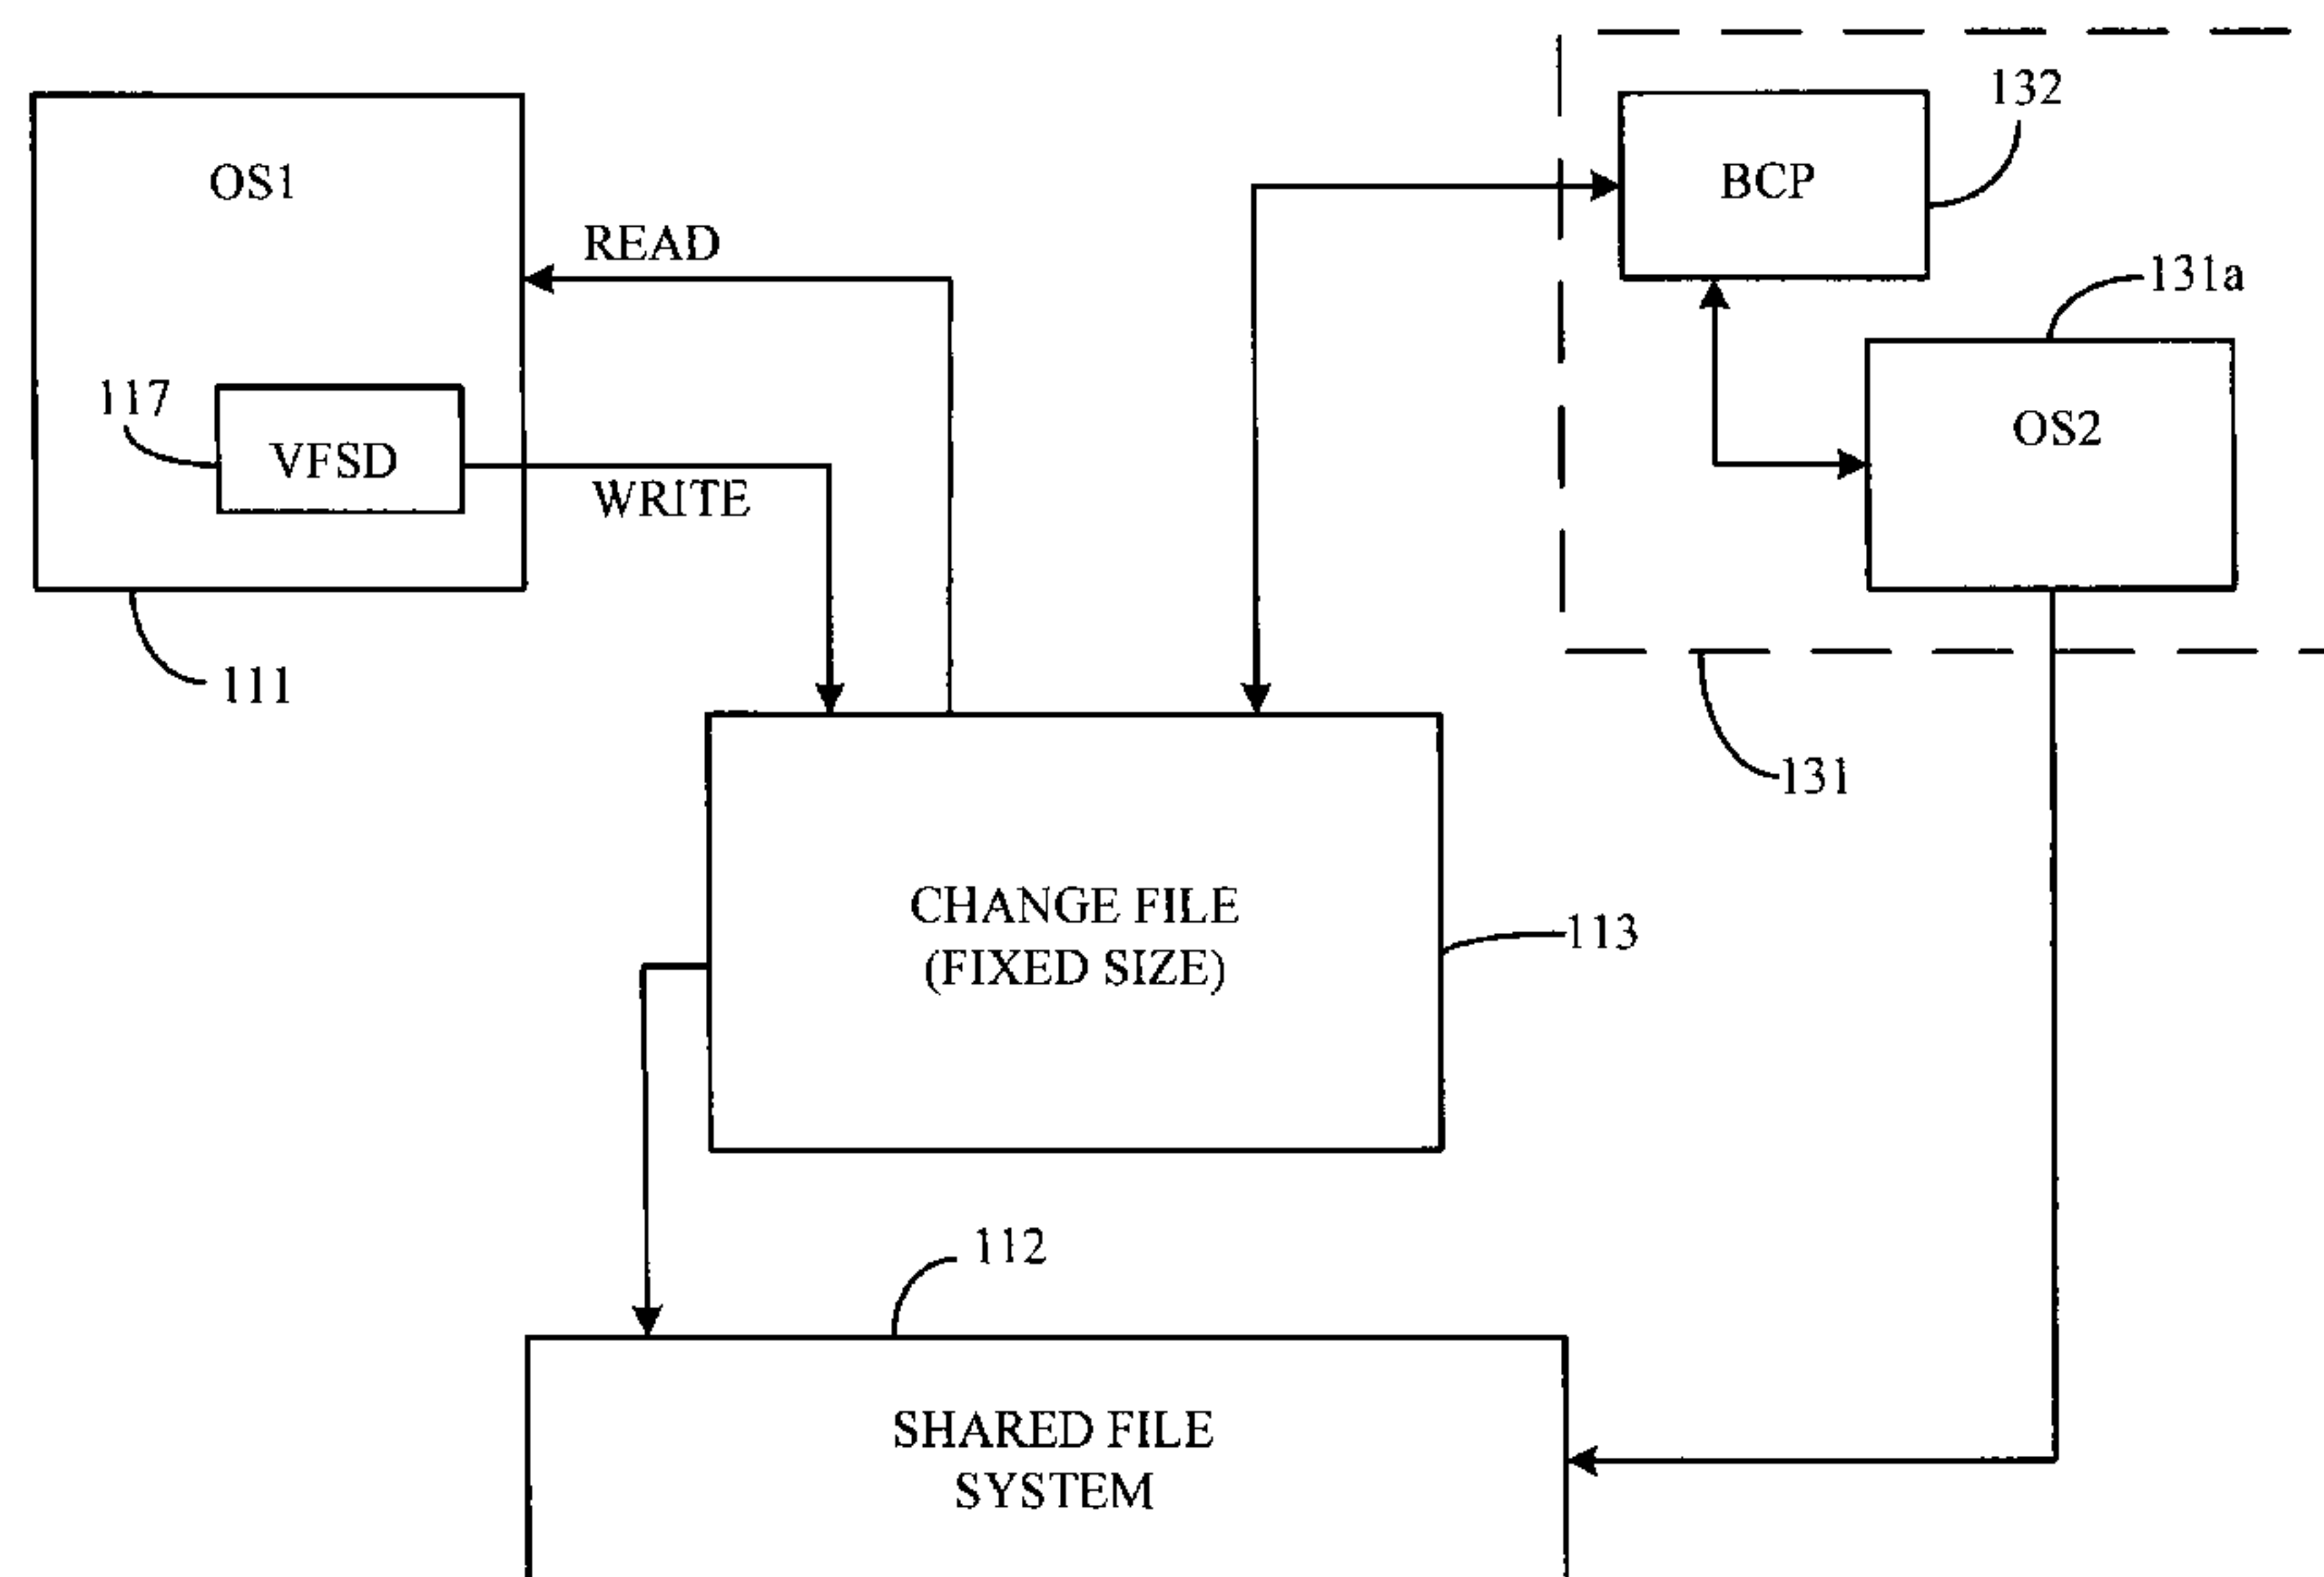 132
OS1
BCP
READ
131a
117
OS2
VFSD
WRITE
111
131
CHANGE FILE
(FIXED SIZE)
113
112
SHARED FILE
SYSTEM